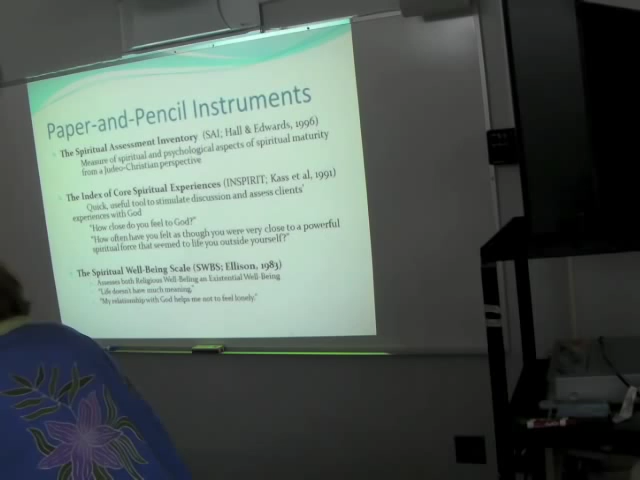 Paper-and-Pencil Instruments
The Spiritual Assessment Inventory (SAI; Hall & Edwards, 1996)
Measure of spiritual and psychological aspects of spiritual maturity
from a Judeo-Christian perspective
The Index of Core Spiritual Experiences (INSPIRIT; Kass et al, 1991)
Quick, useful tool to stimulate discussion and assess clients'
experiences with God
"How close do you feel to God?"
"How often have you felt as though you were very close to a powerful
spiritual force that seemed to life you outside yourself?"
The Spiritual Well-Being Scale (SWBS; Ellison, 1983)
Assesses both Religious Well-Being an Existential Well-Being
"Life doesn't have much meaning."
"My relationship with God helps me not to feel lonely."